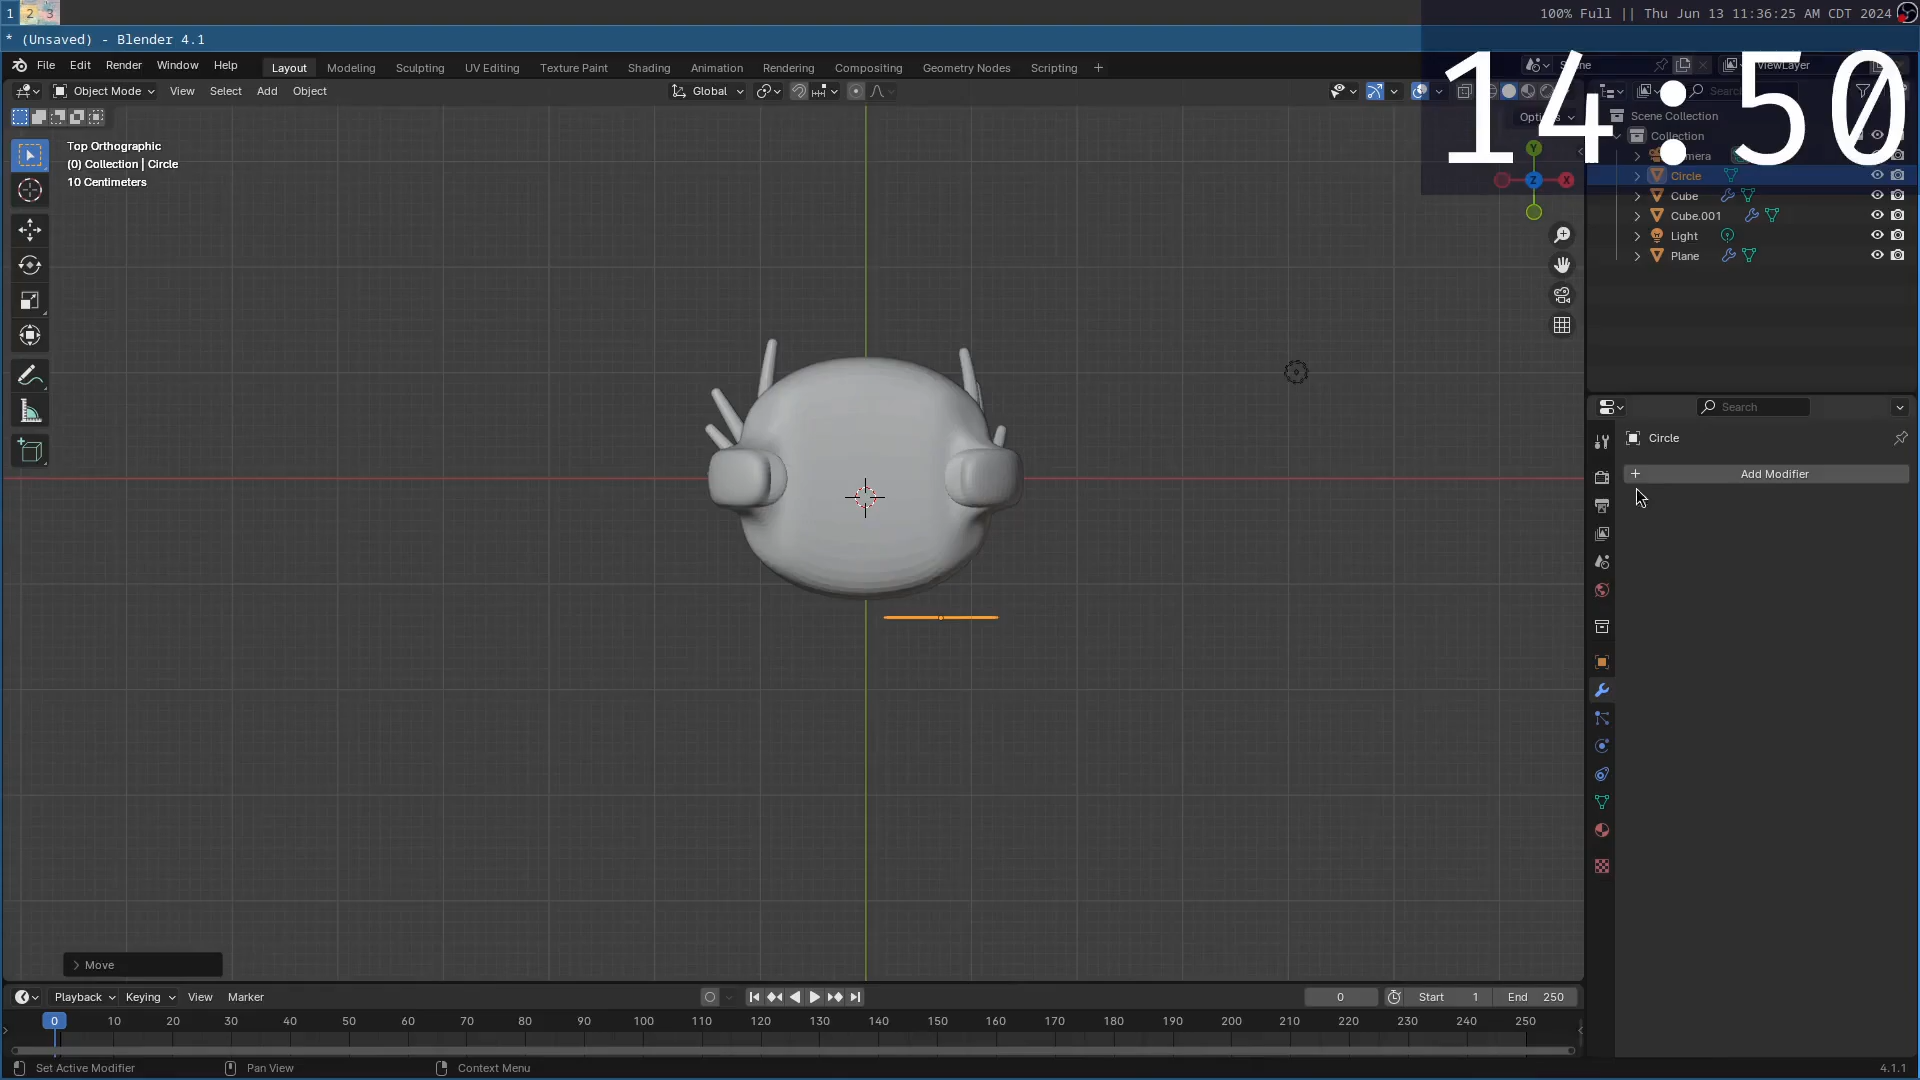 1 2 3
100% Full || Thu Jun 13 11:36:25 AM CDT 2024
* (Unsaved) - Blender 4.1
14:50
File Edit Render Window Help
Layout Modeling Sculpting UV Editing Texture Paint Shading Animation Rendering Compositing Geometry Nodes Scripting +
Scene
ViewLayer
Object Mode View Select Add Object
Global
Top Orthographic
(0) Collection | Circle
10 Centimeters
Y
X
Z
Scene Collection
Collection
Circle
Cube
Cube.001
Light
Plane
Search
Circle
Add Modifier
Move
Playback Keying View Marker
0
Start 1
End 250
0 10 20 30 40 50 60 70 80 90 100 110 120 130 140 150 160 170 180 190 200 210 220 230 240 250
Set Active Modifier Pan View Context Menu
4.1.1